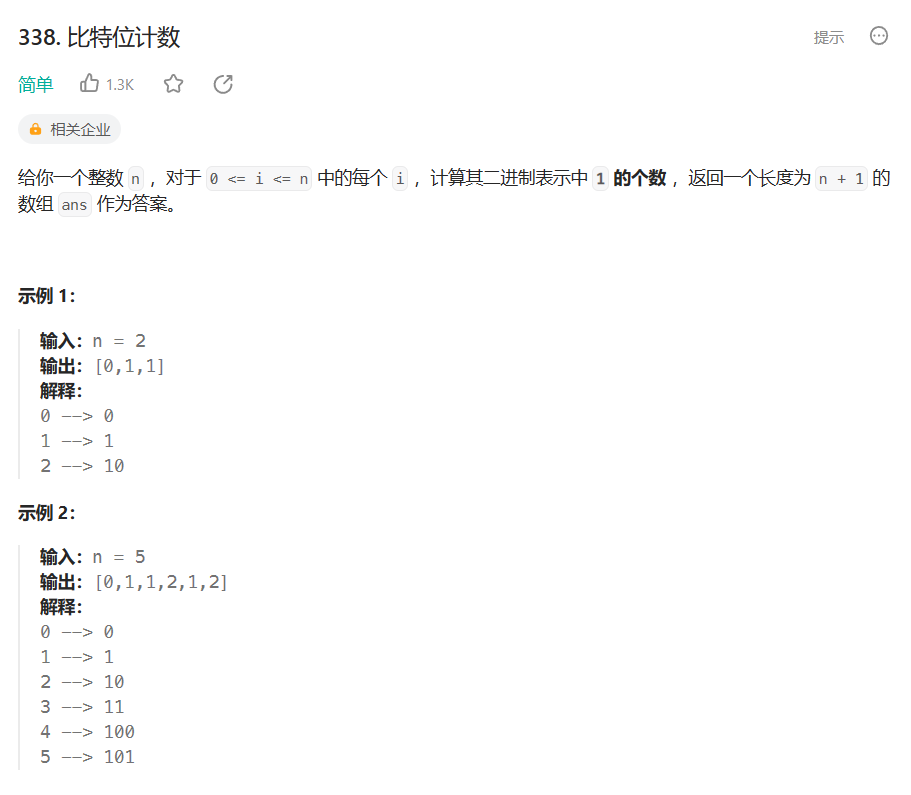 338. 比特位计数
提示
简单 1.3K
相关企业
给你一个整数 n ，对于 0 <= i <= n 中的每个 i ，计算其二进制表示中 1 的个数 ，返回一个长度为 n + 1 的
数组 ans 作为答案。
示例 1：
输入：n = 2
输出：[0,1,1]
解释：
0 --> 0
1 --> 1
2 --> 10
示例 2：
输入：n = 5
输出：[0,1,1,2,1,2]
解释：
0 --> 0
1 --> 1
2 --> 10
3 --> 11
4 --> 100
5 --> 101